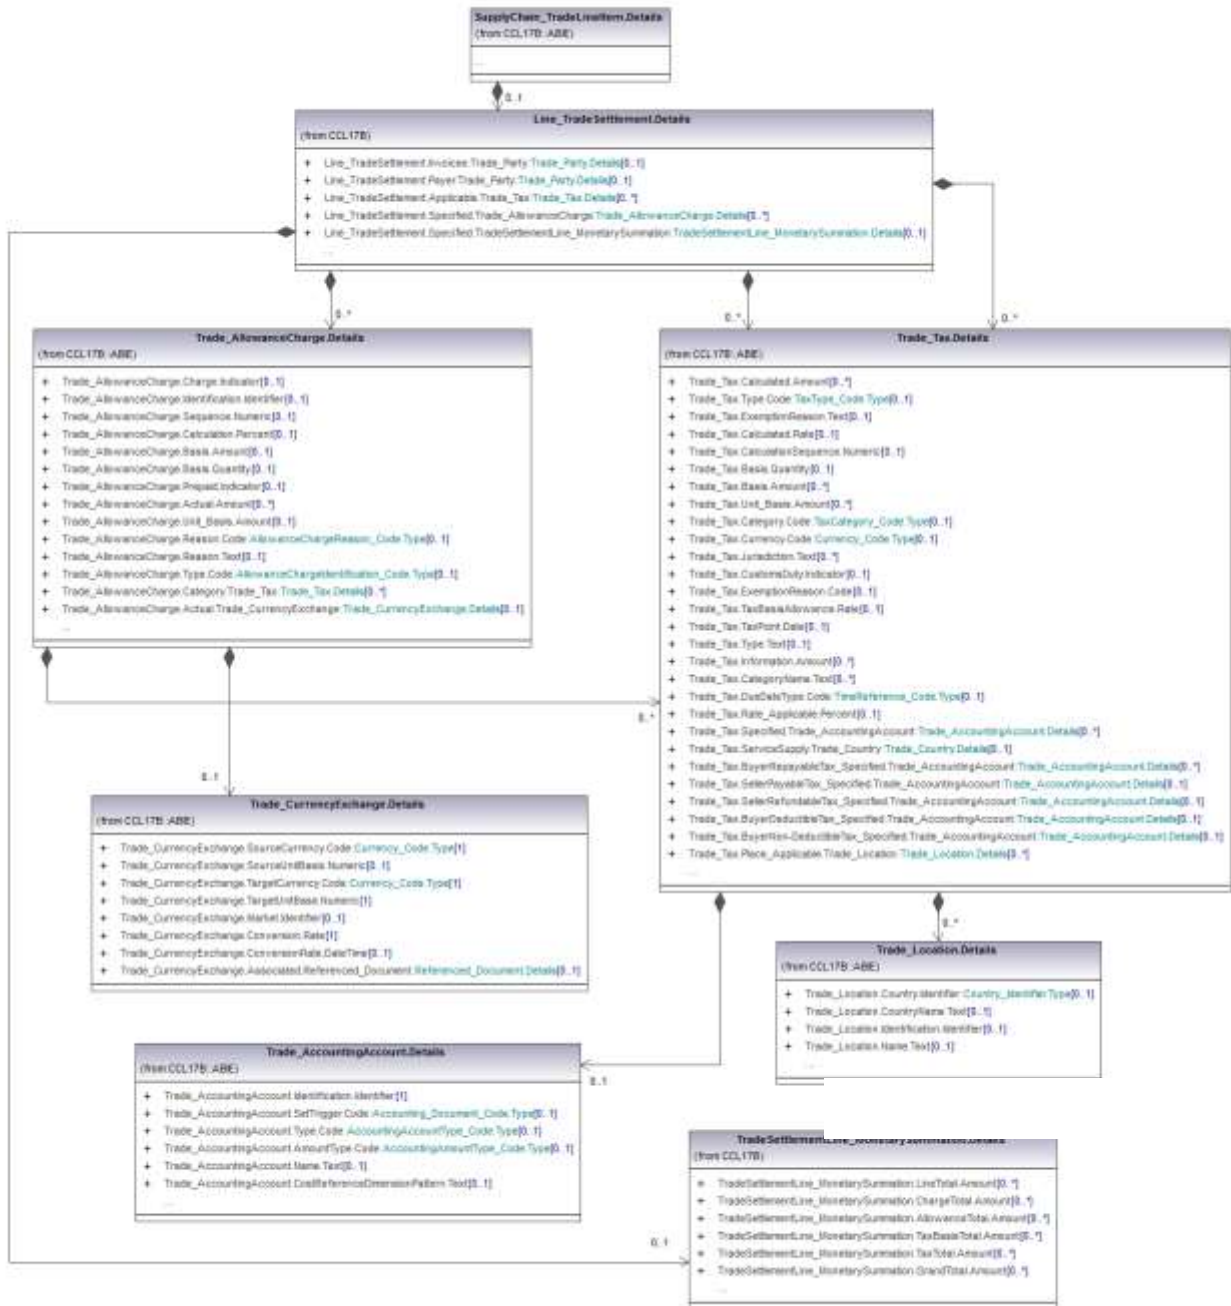 SupplyChain_TradeLineItem.Details
(from CCL17B::ABIE)
...
0..1
Line_TradeSettlement.Details
(from CCL17B)
+ Line_TradeSettlement.Invoicee.Trade_Party:Trade_Party.Details[0..1]
+ Line_TradeSettlement.Payer.Trade_Party:Trade_Party.Details[0..1]
+ Line_TradeSettlement.Applicable.Trade_Tax:Trade_Tax.Details[0..*]
+ Line_TradeSettlement.Specified.Trade_AllowanceCharge:Trade_AllowanceCharge.Details[0..*]
+ Line_TradeSettlement.Specified.TradeSettlementLine_MonetarySummation:TradeSettlementLine_MonetarySummation.Details[0..1]
...
0..*
0..*
0..*
Trade_AllowanceCharge.Details
(from CCL17B::ABIE)
+ Trade_AllowanceCharge.Charge.Indicator[0..1]
+ Trade_AllowanceCharge.Identification.Identifier[0..1]
+ Trade_AllowanceCharge.Sequence.Numeric[0..1]
+ Trade_AllowanceCharge.Calculation.Percent[0..1]
+ Trade_AllowanceCharge.Basis.Amount[0..1]
+ Trade_AllowanceCharge.Basis.Quantity[0..1]
+ Trade_AllowanceCharge.Prepaid.Indicator[0..1]
+ Trade_AllowanceCharge.Actual.Amount[0..*]
+ Trade_AllowanceCharge.Unit_Basis.Amount[0..1]
+ Trade_AllowanceCharge.Reason.Code:AllowanceChargeReason_Code.Type[0..1]
+ Trade_AllowanceCharge.Reason.Text[0..1]
+ Trade_AllowanceCharge.Type.Code:AllowanceChargeIdentification_Code.Type[0..1]
+ Trade_AllowanceCharge.Category.Trade_Tax:Trade_Tax.Details[0..*]
+ Trade_AllowanceCharge.Actual.Trade_CurrencyExchange:Trade_CurrencyExchange.Details[0..1]
...
Trade_Tax.Details
(from CCL17B::ABIE)
+ Trade_Tax.Calculated.Amount[0..*]
+ Trade_Tax.Type.Code:TaxType_Code.Type[0..1]
+ Trade_Tax.ExemptionReason.Text[0..1]
+ Trade_Tax.Calculated.Rate[0..1]
+ Trade_Tax.CalculationSequence.Numeric[0..1]
+ Trade_Tax.Basis.Quantity[0..1]
+ Trade_Tax.Basis.Amount[0..*]
+ Trade_Tax.Unit_Basis.Amount[0..*]
+ Trade_Tax.Category.Code:TaxCategory_Code.Type[0..1]
+ Trade_Tax.Currency.Code:Currency_Code.Type[0..1]
+ Trade_Tax.Jurisdiction.Text[0..*]
+ Trade_Tax.CustomsDuty.Indicator[0..1]
+ Trade_Tax.ExemptionReason.Code[0..1]
+ Trade_Tax.TaxBasisAllowance.Rate[0..1]
+ Trade_Tax.TaxPoint.Date[0..1]
+ Trade_Tax.Type.Text[0..1]
+ Trade_Tax.Information.Amount[0..*]
+ Trade_Tax.CategoryName.Text[0..*]
+ Trade_Tax.DueDateType.Code:TimeReference_Code.Type[0..1]
+ Trade_Tax.Rate_Applicable.Percent[0..1]
+ Trade_Tax.Specified.Trade_AccountingAccount:Trade_AccountingAccount.Details[0..*]
+ Trade_Tax.ServiceSupply.Trade_Country:Trade_Country.Details[0..1]
+ Trade_Tax.BuyerRepayableTax_Specified.Trade_AccountingAccount:Trade_AccountingAccount.Details[0..*]
+ Trade_Tax.SellerPayableTax_Specified.Trade_AccountingAccount:Trade_AccountingAccount.Details[0..1]
+ Trade_Tax.SellerRefundableTax_Specified.Trade_AccountingAccount:Trade_AccountingAccount.Details[0..1]
+ Trade_Tax.BuyerDeductibleTax_Specified.Trade_AccountingAccount:Trade_AccountingAccount.Details[0..1]
+ Trade_Tax.BuyerNon-DeductibleTax_Specified.Trade_AccountingAccount:Trade_AccountingAccount.Details[0..1]
+ Trade_Tax.Place_Applicable.Trade_Location:Trade_Location.Details[0..*]
...
0..*
0..1
Trade_CurrencyExchange.Details
(from CCL17B::ABIE)
+ Trade_CurrencyExchange.SourceCurrency.Code:Currency_Code.Type[1]
+ Trade_CurrencyExchange.SourceUnitBasis.Numeric[0..1]
+ Trade_CurrencyExchange.TargetCurrency.Code:Currency_Code.Type[1]
+ Trade_CurrencyExchange.TargetUnitBase.Numeric[1]
+ Trade_CurrencyExchange.Market.Identifier[0..1]
+ Trade_CurrencyExchange.Conversion.Rate[1]
+ Trade_CurrencyExchange.ConversionRate.DateTime[0..1]
+ Trade_CurrencyExchange.Associated.Referenced_Document:Referenced_Document.Details[0..1]
0..*
Trade_Location.Details
(from CCL17B::ABIE)
+ Trade_Location.Country.Identifier:Country_Identifier.Type[0..1]
+ Trade_Location.CountryName.Text[0..1]
+ Trade_Location.Identification.Identifier[0..1]
+ Trade_Location.Name.Text[0..1]
...
Trade_AccountingAccount.Details
(from CCL17B::ABIE)
+ Trade_AccountingAccount.Identification.Identifier[1]
+ Trade_AccountingAccount.SetTrigger.Code:Accounting_Document_Code.Type[0..1]
+ Trade_AccountingAccount.Type.Code:AccountingAccountType_Code.Type[0..1]
+ Trade_AccountingAccount.AmountType.Code:AccountingAmountType_Code.Type[0..1]
+ Trade_AccountingAccount.Name.Text[0..1]
+ Trade_AccountingAccount.CostReferenceDimensionPattern.Text[0..1]
...
0..1
TradeSettlementLine_MonetarySummation.Details
(from CCL17B)
+ TradeSettlementLine_MonetarySummation.LineTotal.Amount[0..*]
+ TradeSettlementLine_MonetarySummation.ChargeTotal.Amount[0..*]
+ TradeSettlementLine_MonetarySummation.AllowanceTotal.Amount[0..*]
+ TradeSettlementLine_MonetarySummation.TaxBasisTotal.Amount[0..*]
+ TradeSettlementLine_MonetarySummation.TaxTotal.Amount[0..*]
+ TradeSettlementLine_MonetarySummation.GrandTotal.Amount[0..*]
...
0..1